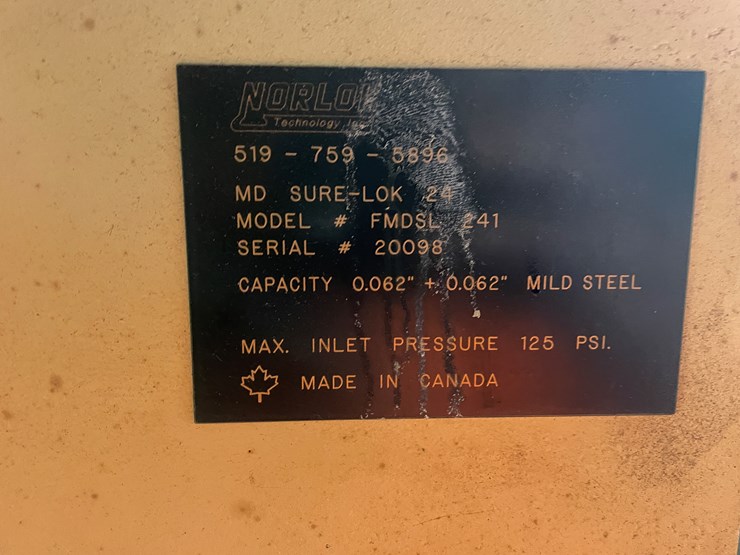 NORLOK
Technology Inc
519 - 759 - 5896
MD SURE-LOK 24
MODEL # FMDSL 241
SERIAL # 20098
CAPACITY 0.062" + 0.062" MILD STEEL
MAX. INLET PRESSURE 125 PSI.
MADE IN CANADA